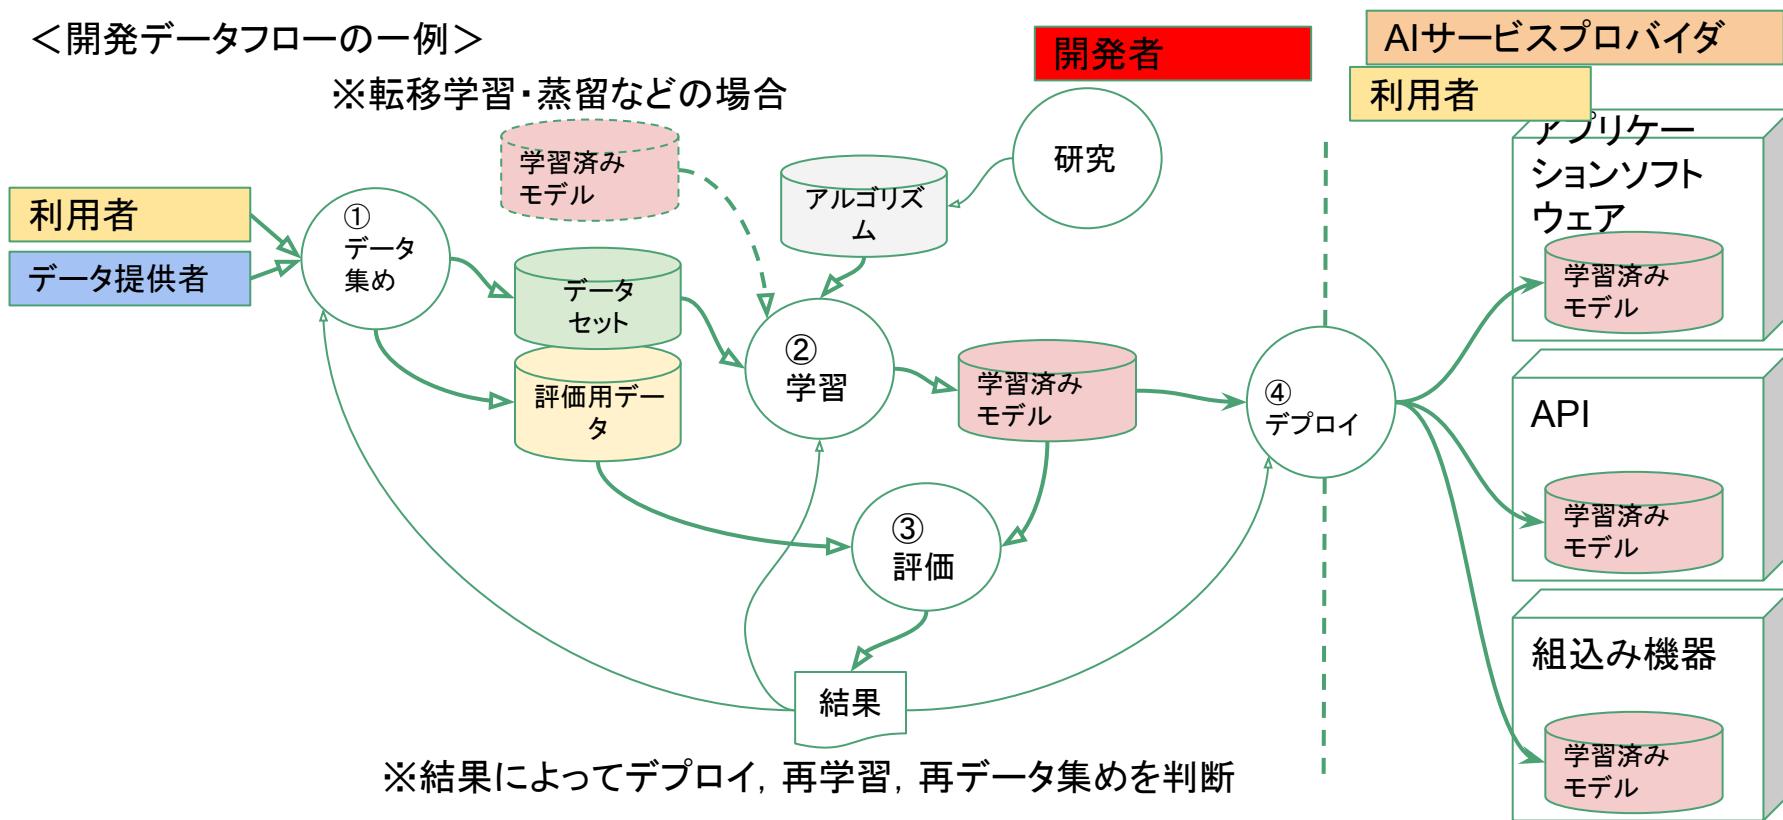 ＜開発データフローの一例＞
※転移学習・蒸留などの場合
開発者
AIサービスプロバイダ
利用者
利用者
データ提供者
①
データ
集め
学習済み
モデル
アルゴリズ
ム
研究
データ
セット
評価用デー
タ
②
学習
学習済み
モデル
③
評価
結果
④
デプロイ
アプリケー
ションソフト
ウェア
学習済み
モデル
API
学習済み
モデル
組込み機器
学習済み
モデル
※結果によってデプロイ，再学習，再データ集めを判断